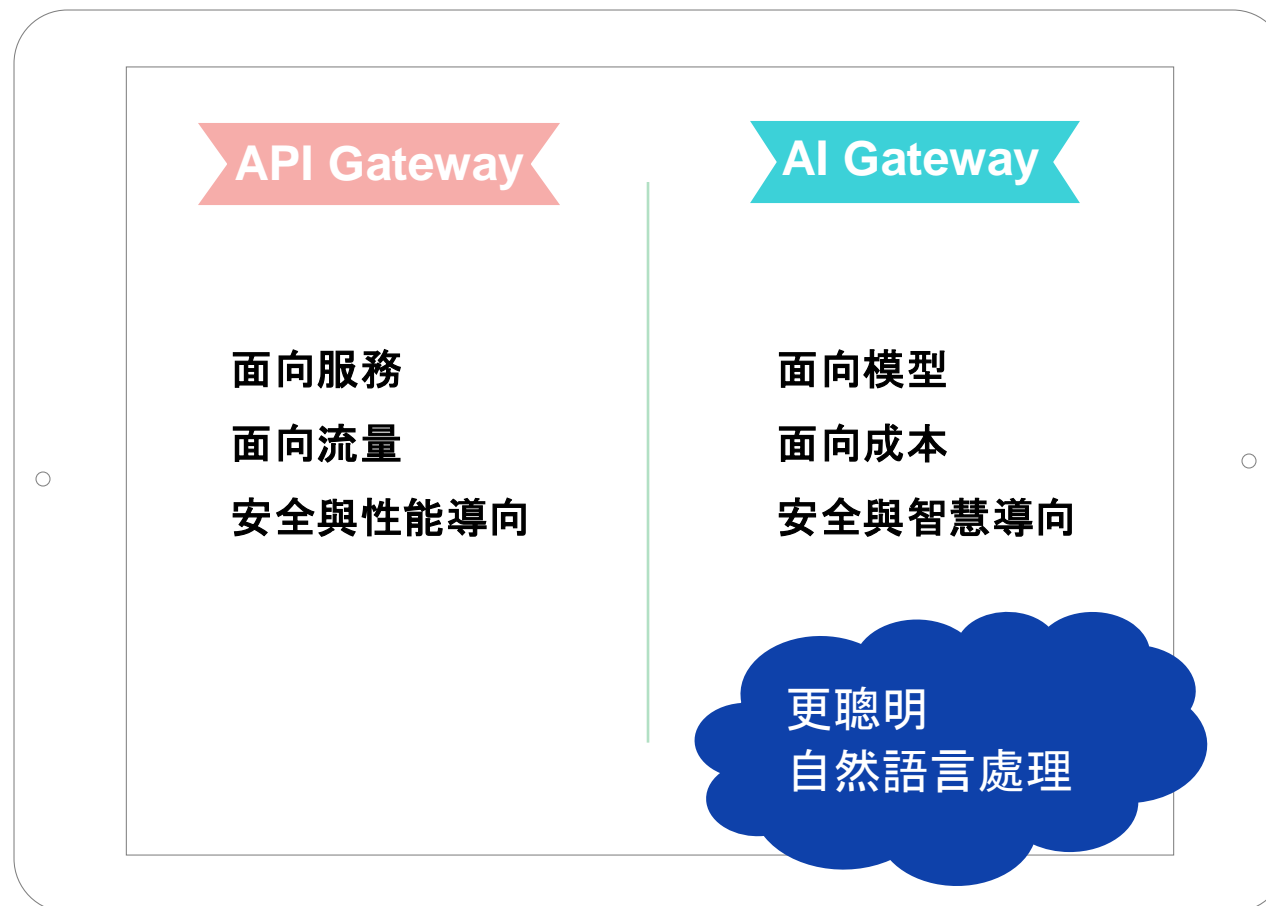 API Gateway
面向服務
面向流量
安全與性能導向
AI Gateway
面向模型
面向成本
安全與智慧導向
更聰明
自然語言處理